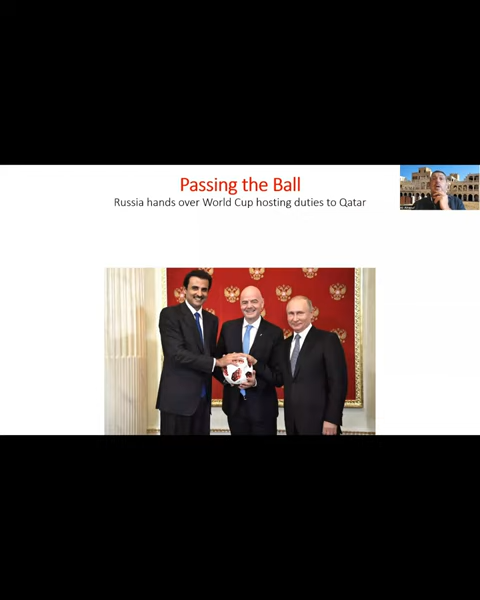 Passing the Ball
Russia hands over World Cup hosting duties to Qatar